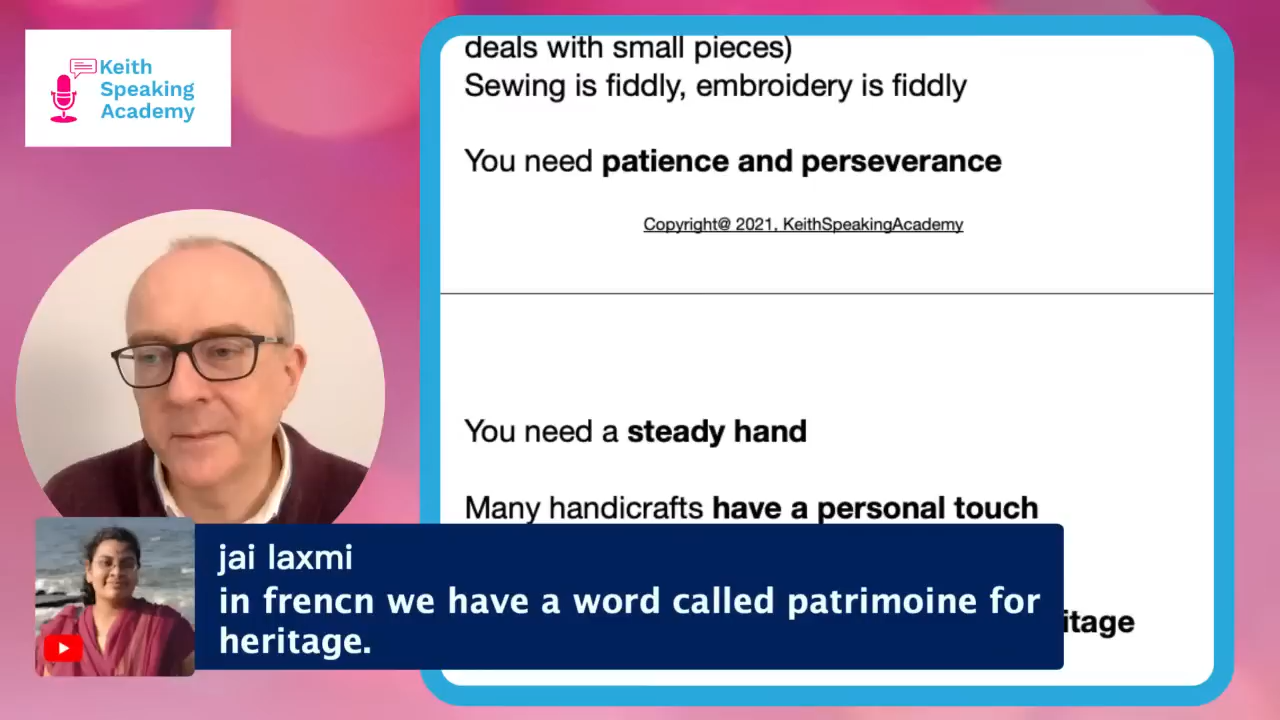 Keith
Speaking
Academy
deals with small pieces)
Sewing is fiddly, embroidery is fiddly
You need patience and perseverance
Copyright@ 2021, KeithSpeakingAcademy
You need a steady hand
Many handicrafts have a personal touch
itage
jai laxmi
in frencn we have a word called patrimoine for
heritage.